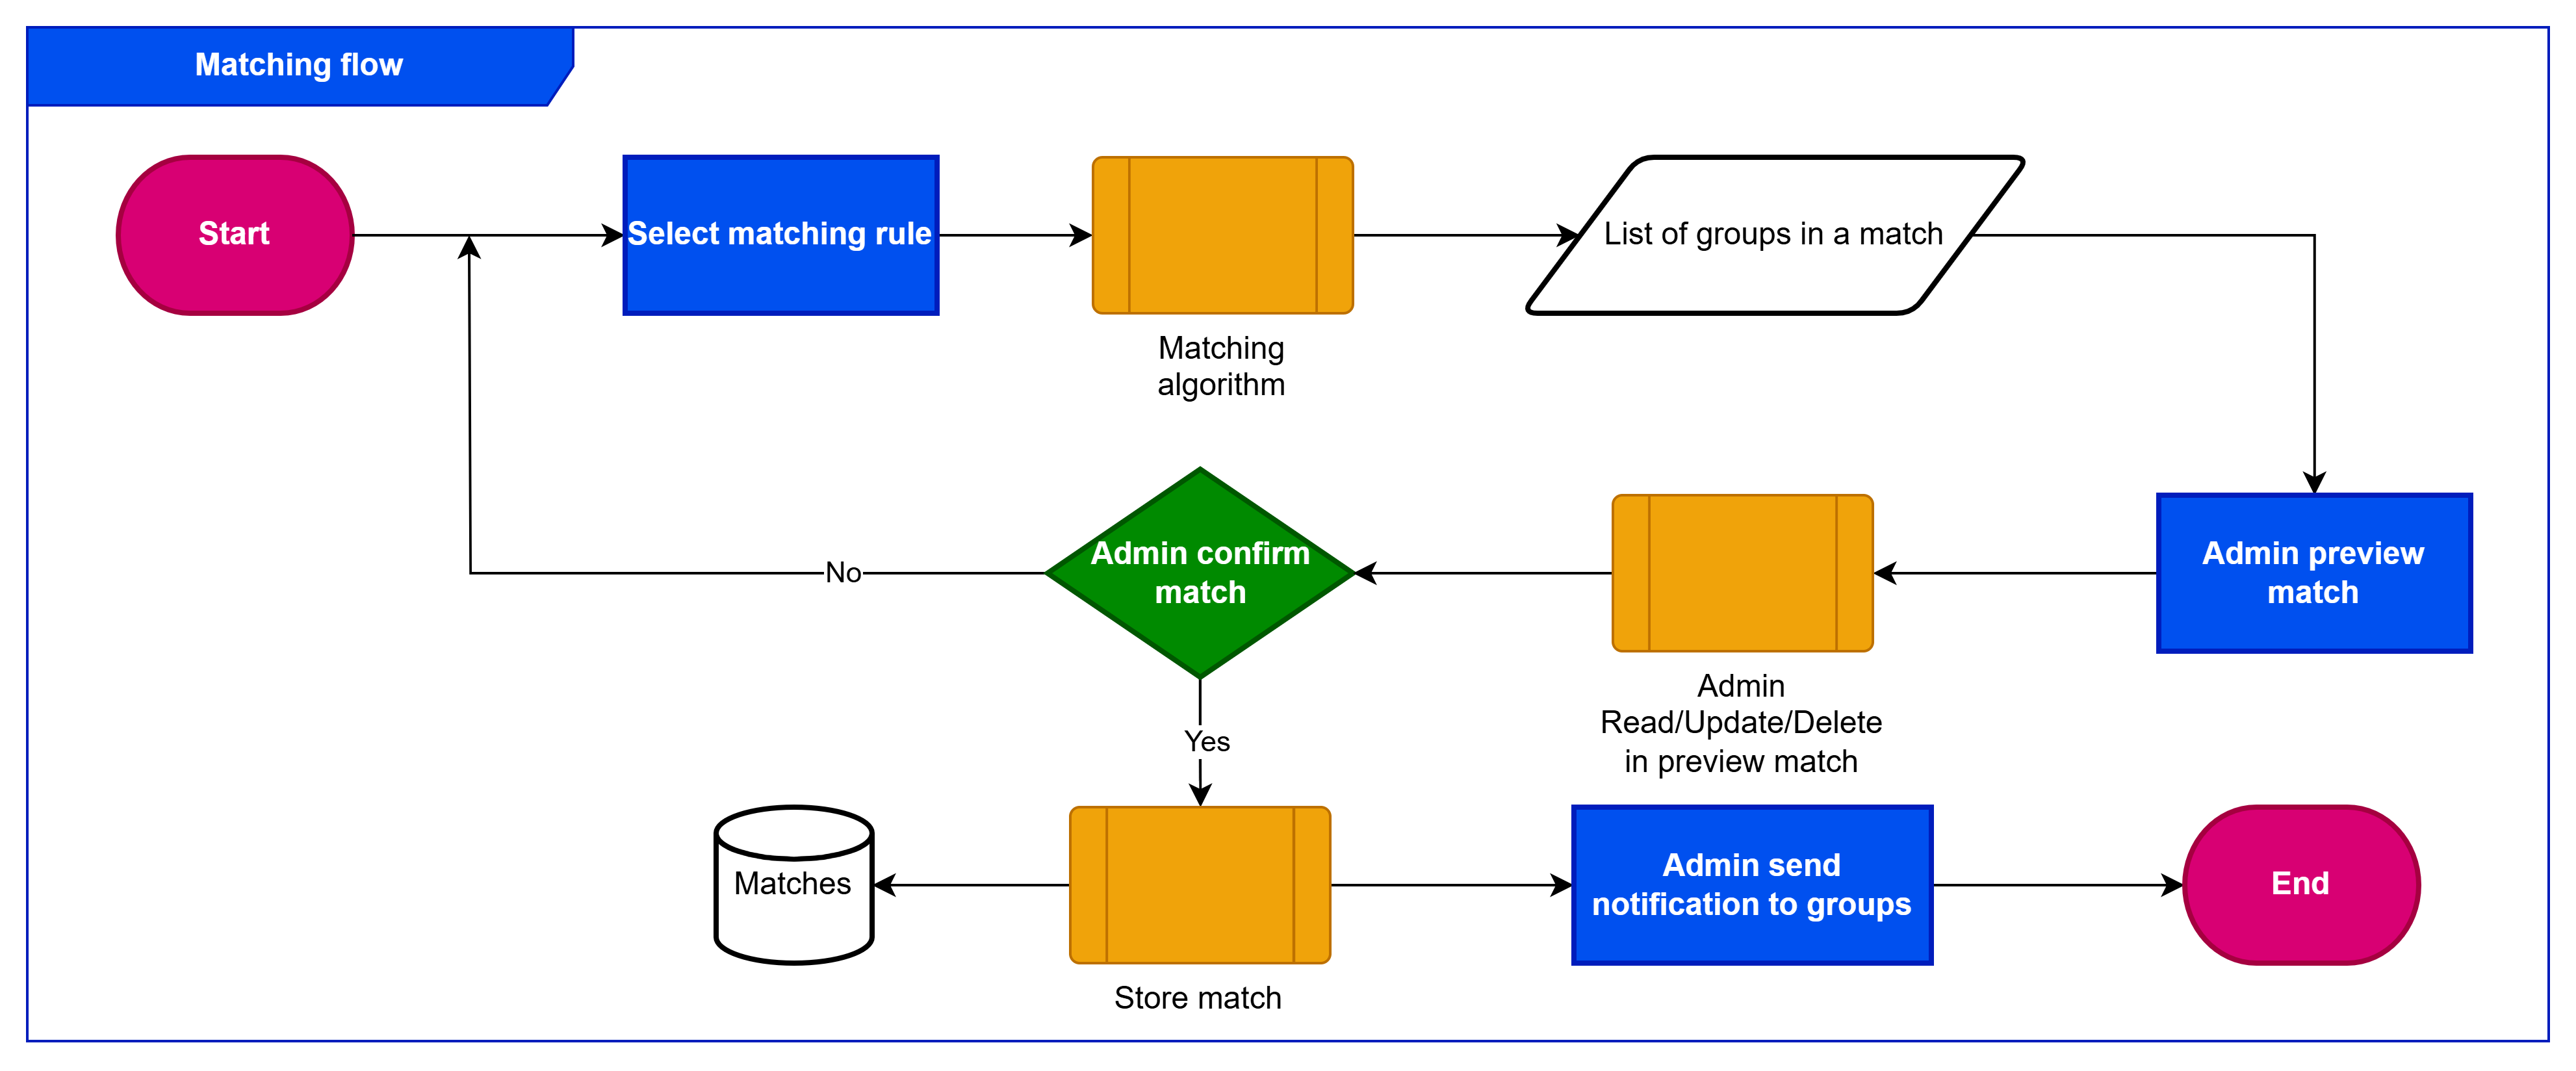 Matching flow
Start
Select matching rule
Matching
algorithm
List of groups in a match
Admin preview
match
Admin
Read/Update/Delete
in preview match
Admin confirm
match
No
Yes
Matches
Store match
Admin send
notification to groups
End